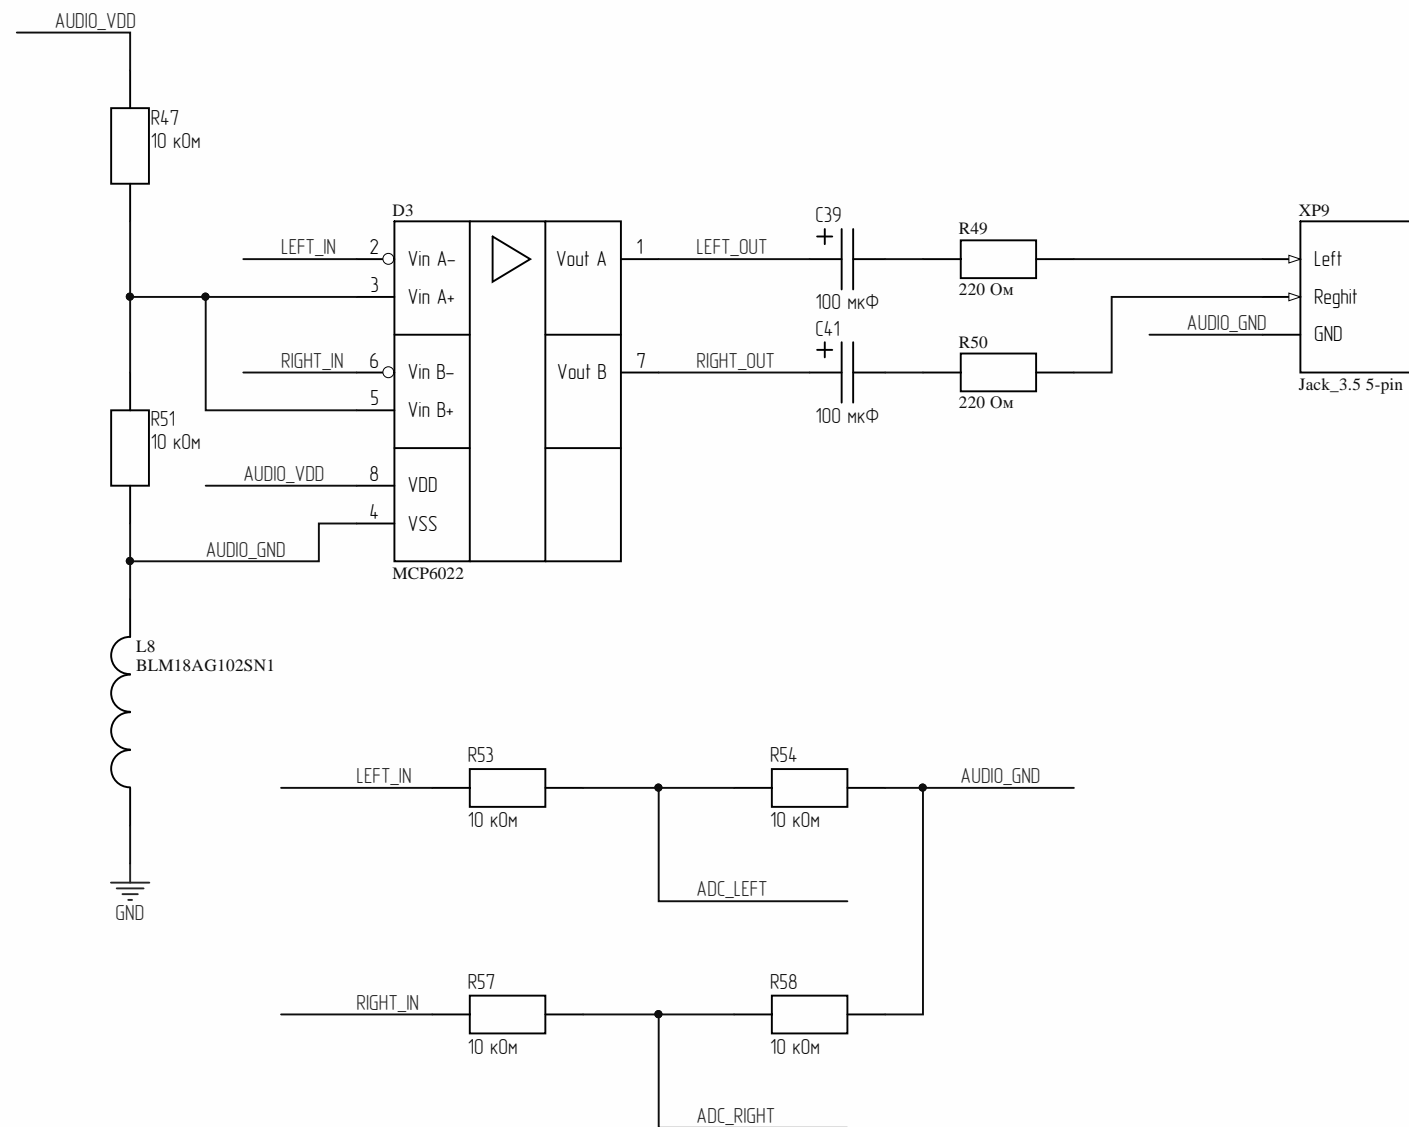 AUDIO_VDD
R47
10 кОм
D3
C39
R49
XP9
LEFT_IN
2
Vin A-
Vout A
1
LEFT_OUT
+
Left
3
Vin A+
100 мкФ
220 Ом
Reghit
C41
AUDIO_GND
GND
RIGHT_IN
6
Vin B-
Vout B
7
RIGHT_OUT
+
R50
5
Vin B+
100 мкФ
220 Ом
Jack_3.5 5-pin
R51
10 кОм
AUDIO_VDD
8
VDD
4
VSS
AUDIO_GND
MCP6022
L8
BLM18AG102SN1
R53
R54
LEFT_IN
AUDIO_GND
10 кОм
10 кОм
ADC_LEFT
GND
R57
R58
RIGHT_IN
10 кОм
10 кОм
ADC_RIGHT